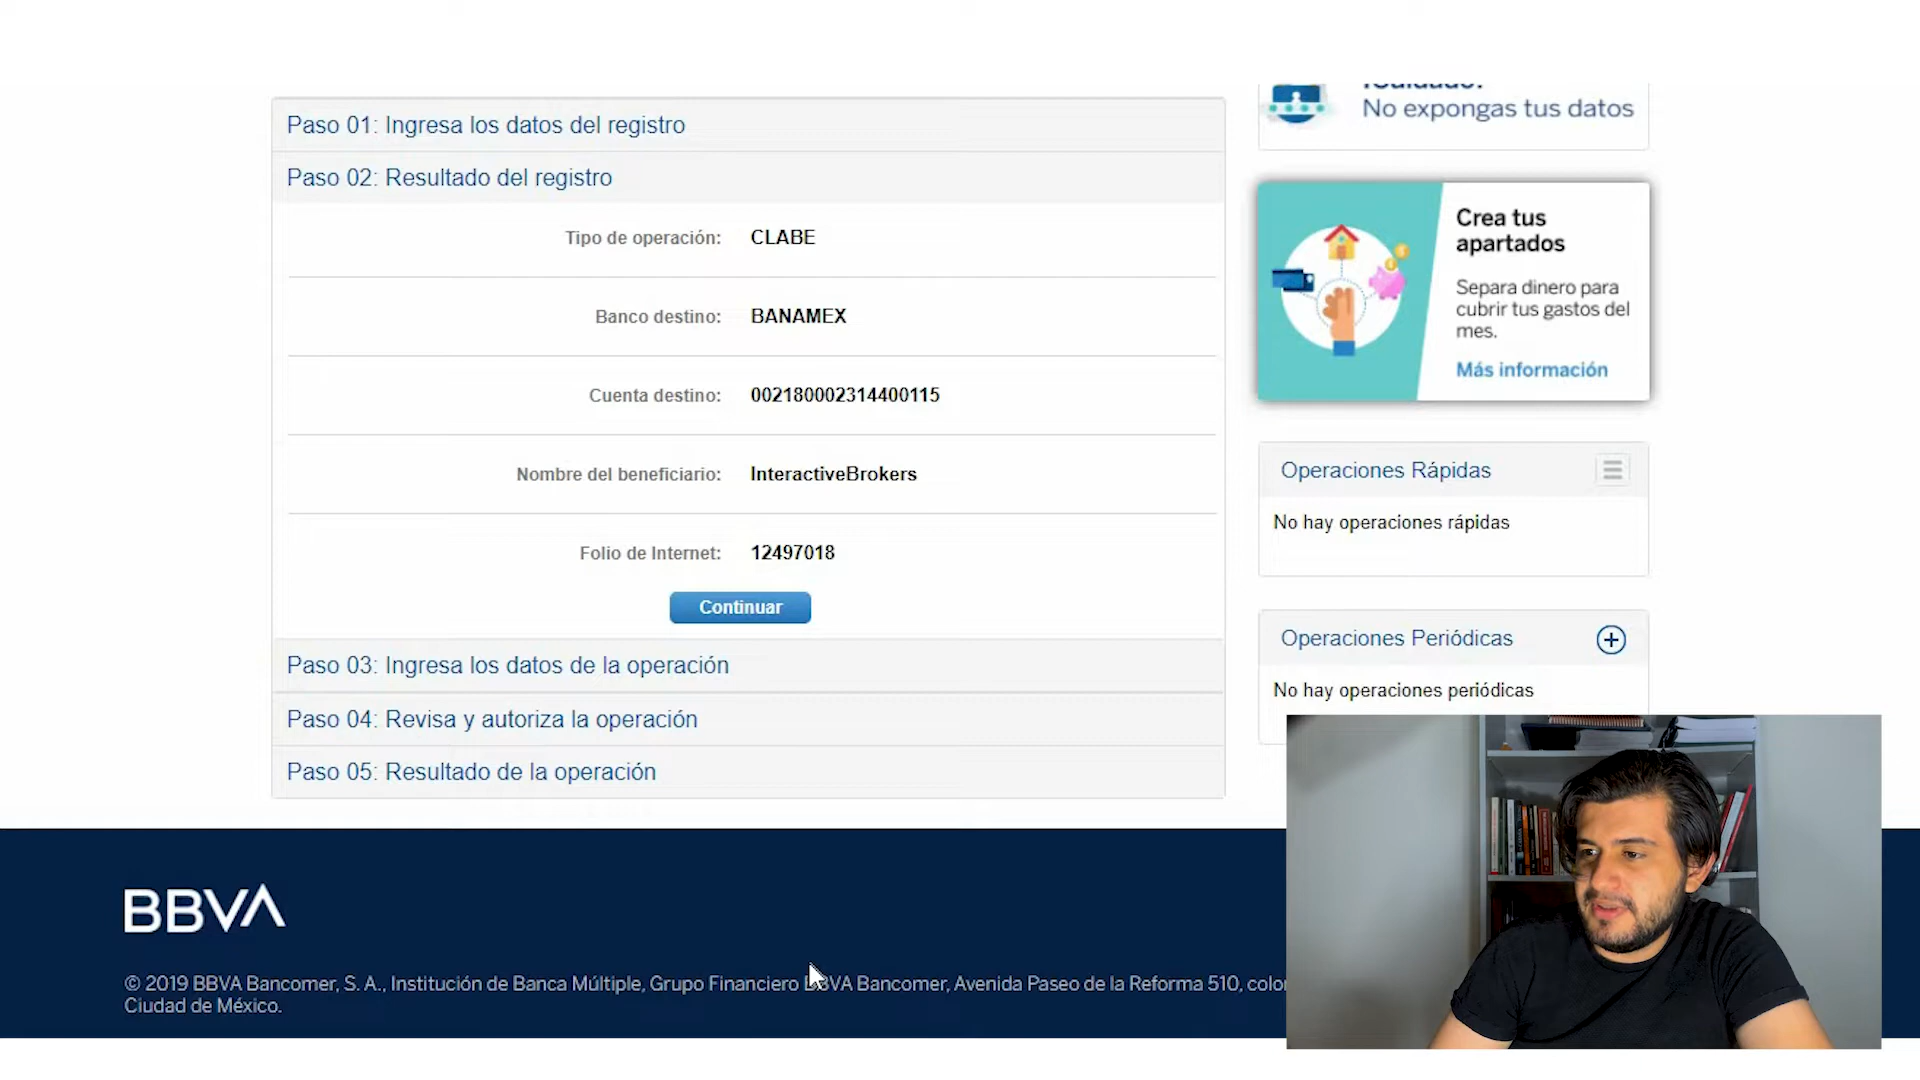 Paso 01: Ingresa los datos del registro
Paso 02: Resultado del registro
Tipo de operación: CLABE
Banco destino: BANAMEX
Cuenta destino: 002180002314400115
Nombre del beneficiario: InteractiveBrokers
Folio de Internet: 12497018
Continuar
Paso 03: Ingresa los datos de la operación
Paso 04: Revisa y autoriza la operación
Paso 05: Resultado de la operación
No expongas tus datos
Crea tus
apartados
Separa dinero para
cubrir tus gastos del
mes.
Más información
Operaciones Rápidas
No hay operaciones rápidas
Operaciones Periódicas
No hay operaciones periódicas
BBVA
© 2019 BBVA Bancomer, S. A., Institución de Banca Múltiple, Grupo Financiero BBVA Bancomer, Avenida Paseo de la Reforma 510,
Ciudad de México.